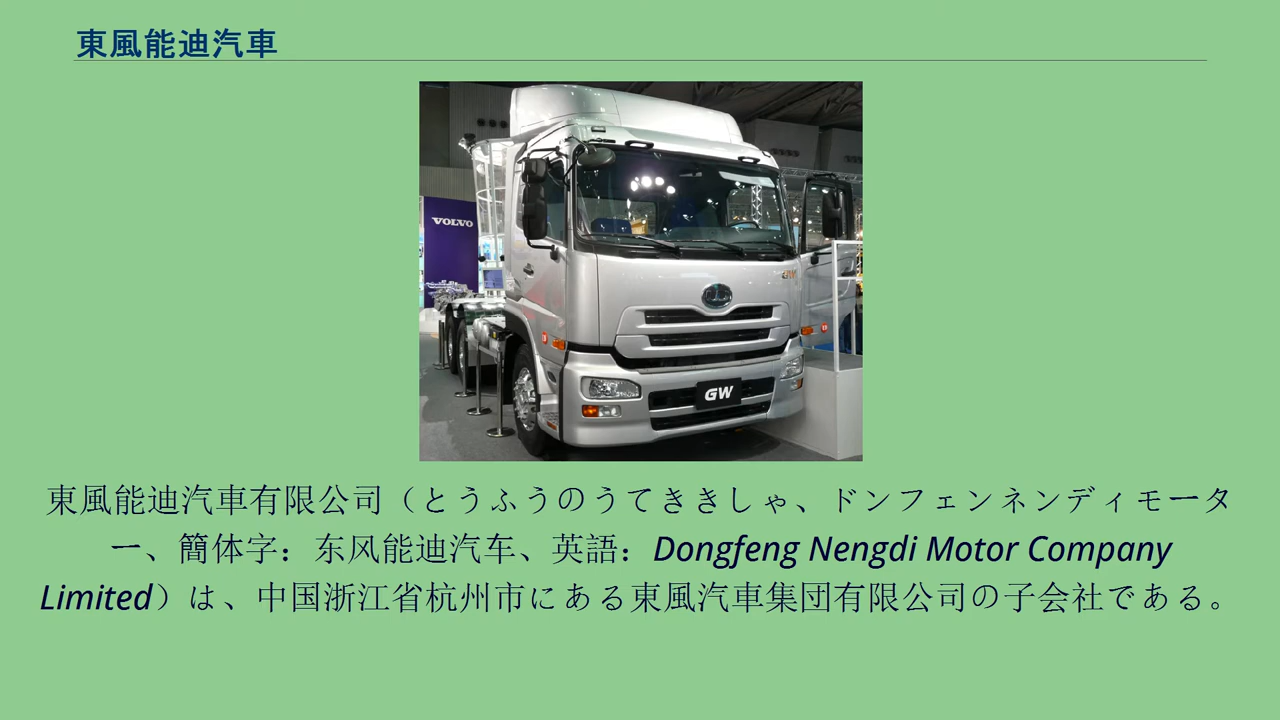 東風能迪汽車
VOLVO
GW
GW
東風能迪汽車有限公司（とうふうのうてききしゃ、ドンフェンネンディモータ
ー、簡体字：东风能迪汽车、英語：Dongfeng Nengdi Motor Company
Limited）は、中国浙江省杭州市にある東風汽車集団有限公司の子会社である。